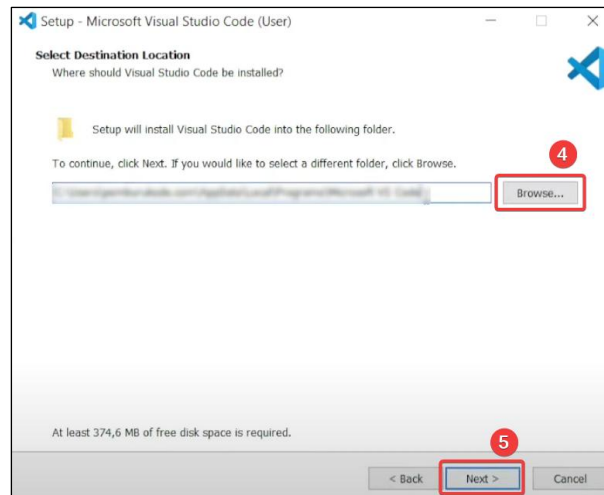 Setup - Microsoft Visual Studio Code (User)
Select Destination Location
Where should Visual Studio Code be installed?
Setup will install Visual Studio Code into the following folder.
4
To continue, click Next. If you would like to select a different folder, click Browse.
Browse...
At least 374,6 MB of free disk space is required.
5
< Back
Next >
Cancel